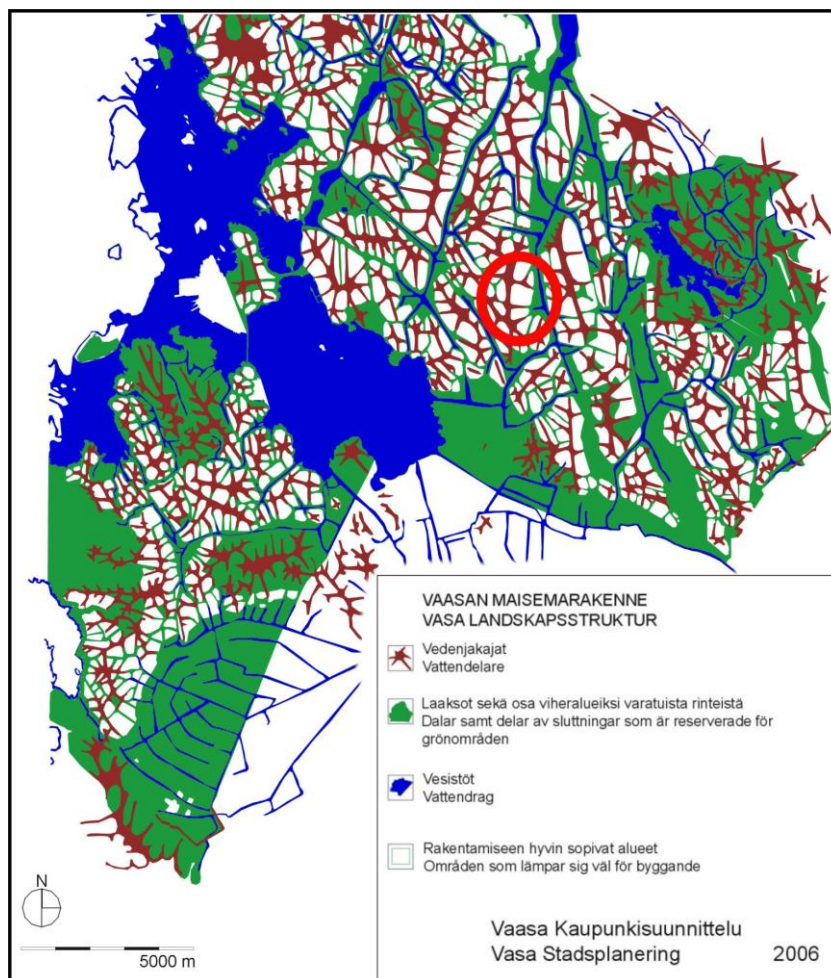 VAASAN MAISEMARAKENNE
VASA LANDSKAPSSTRUKTUR
Vedenjakajat
Vattendelare
Laaksot sekä osa viheralueiksi varatuista rinteistä
Dalar samt delar av sluttningar som är reserverade för
grönområden
Vesistöt
Vattendrag
Rakentamiseen hyvin sopivat alueet
Områden som lämpar sig väl för byggande
N
5000 m
Vaasa Kaupunkisuunnittelu
Vasa Stadsplanering 2006